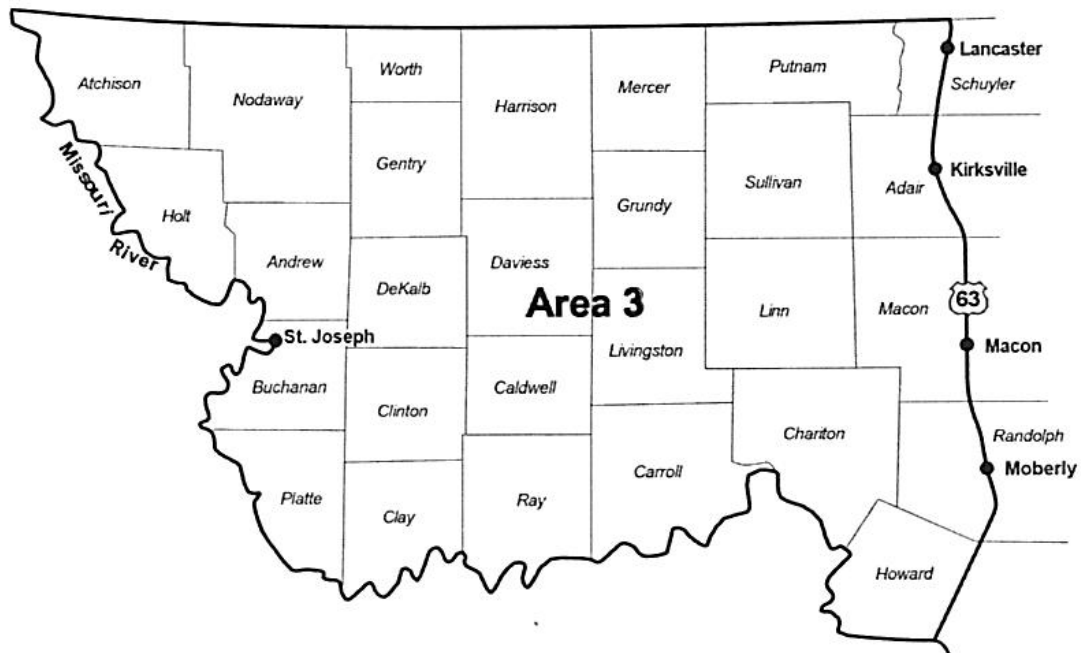 Lancaster
Atchison
Nodaway
Worth
Harrison
Mercer
Putnam
Schuyler
Gentry
Kirksville
Missouri River
Holt
Grundy
Sullivan
Adair
Andrew
DeKalb
Daviess
Area 3
Linn
Macon
63
St. Joseph
Livingston
Macon
Buchanan
Clinton
Caldwell
Chariton
Randolph
Moberly
Platte
Clay
Ray
Carroll
Howard